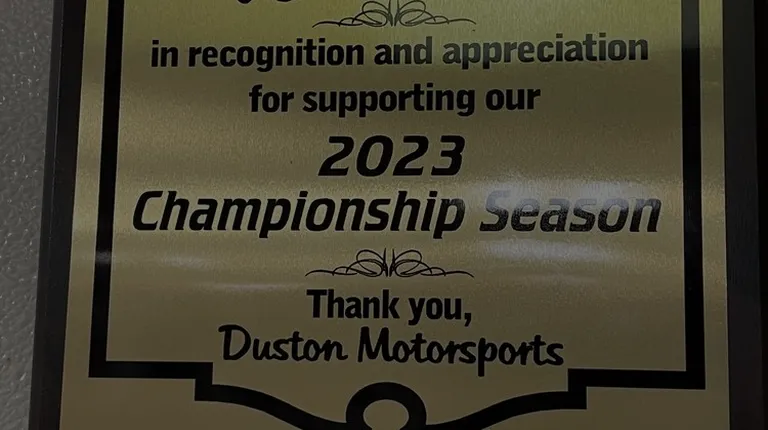 in recognition and appreciation
for supporting our
2023
Championship Season
Thank you,
Duston Motorsports